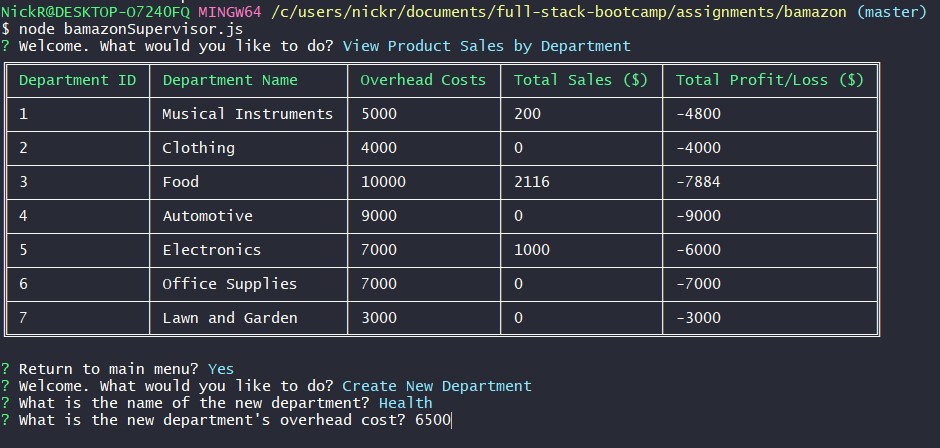 NickR@DESKTOP-O7240FQ MINGW64 /c/users/nickr/documents/full-stack-bootcamp/assignments/bamazon (master)
$ node bamazonSupervisor.js
? Welcome. What would you like to do? View Product Sales by Department
Department ID Department Name Overhead Costs Total Sales ($) Total Profit/Loss ($)
1 Musical Instruments 5000 200 -4800
2 Clothing 4000 0 -4000
3 Food 10000 2116 -7884
4 Automotive 9000 0 -9000
5 Electronics 7000 1000 -6000
6 Office Supplies 7000 0 -7000
7 Lawn and Garden 3000 0 -3000
? Return to main menu? Yes
? Welcome. What would you like to do? Create New Department
? What is the name of the new department? Health
? What is the new department's overhead cost? 6500